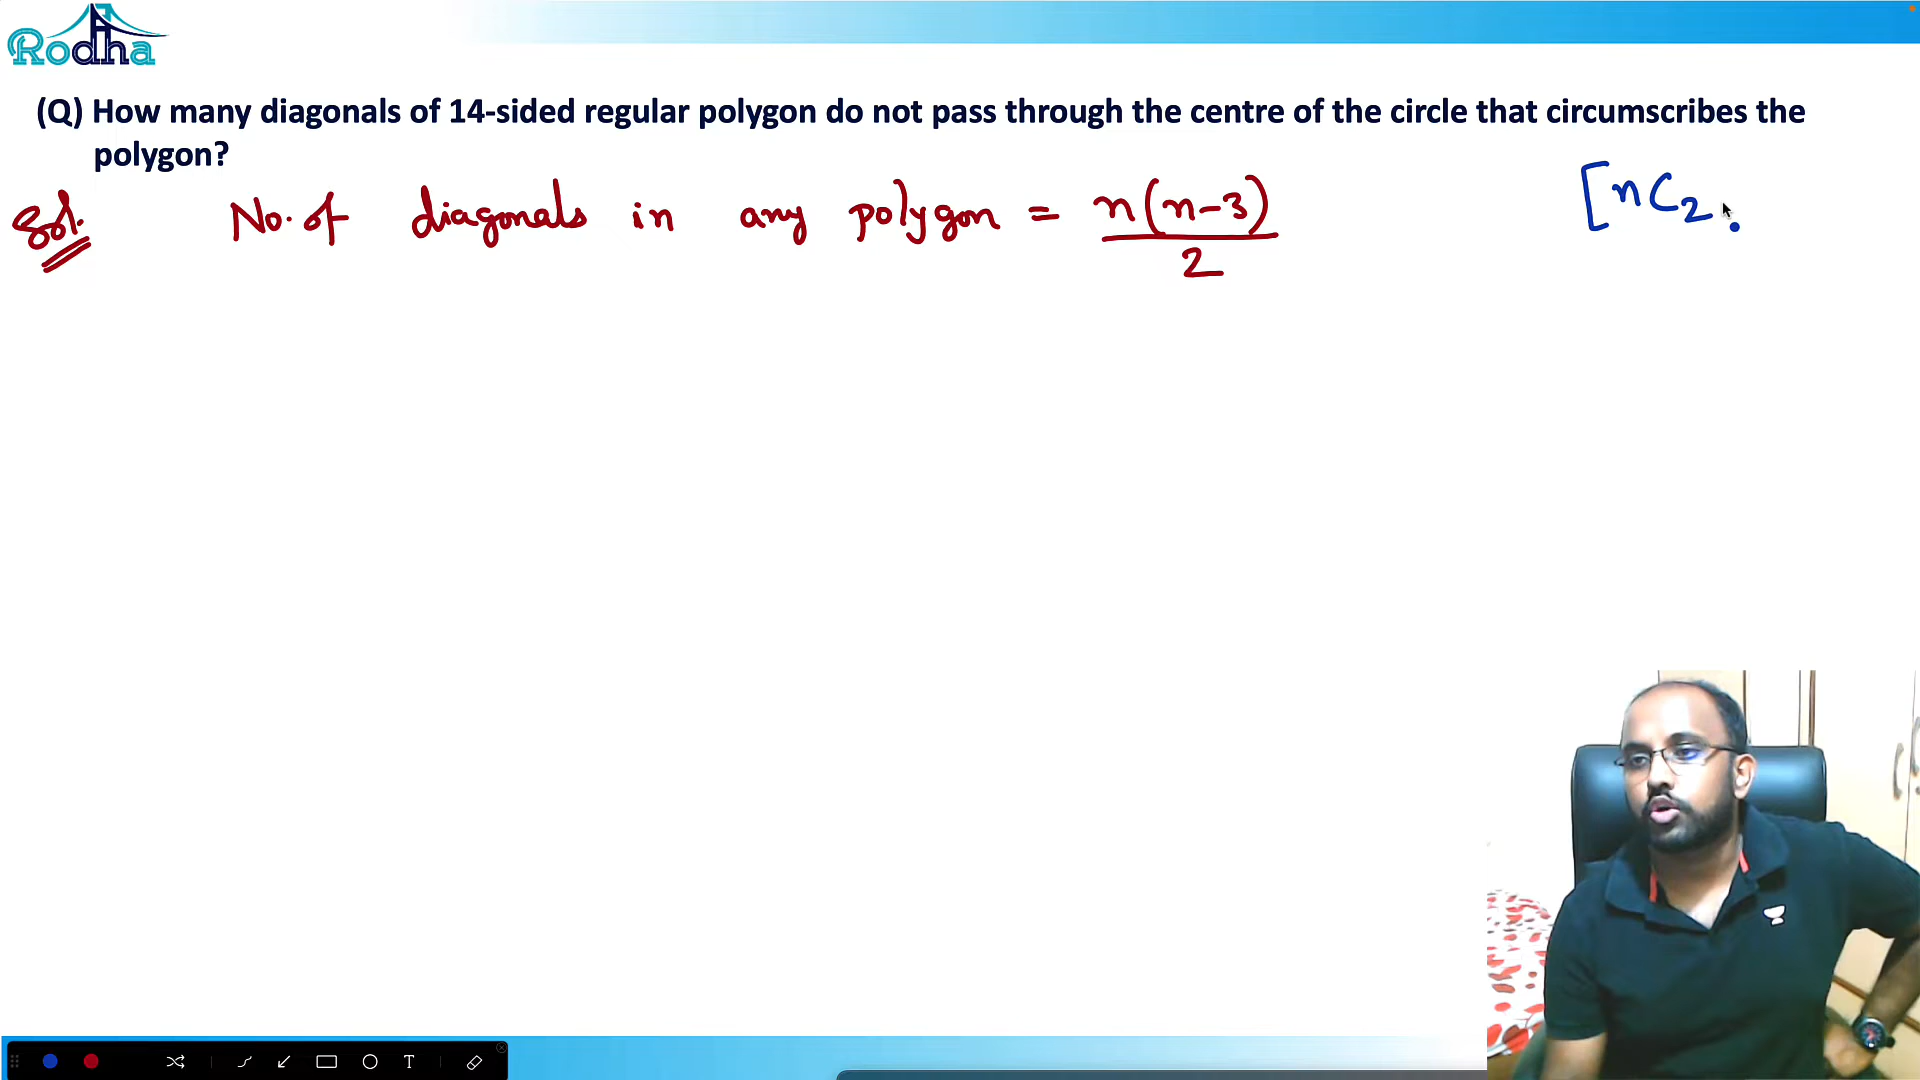 Rodha
(Q) How many diagonals of 14-sided regular polygon do not pass through the centre of the circle that circumscribes the
polygon?
Sol. No. of diagonals in any polygon = n(n-3)
2
[nC2
T